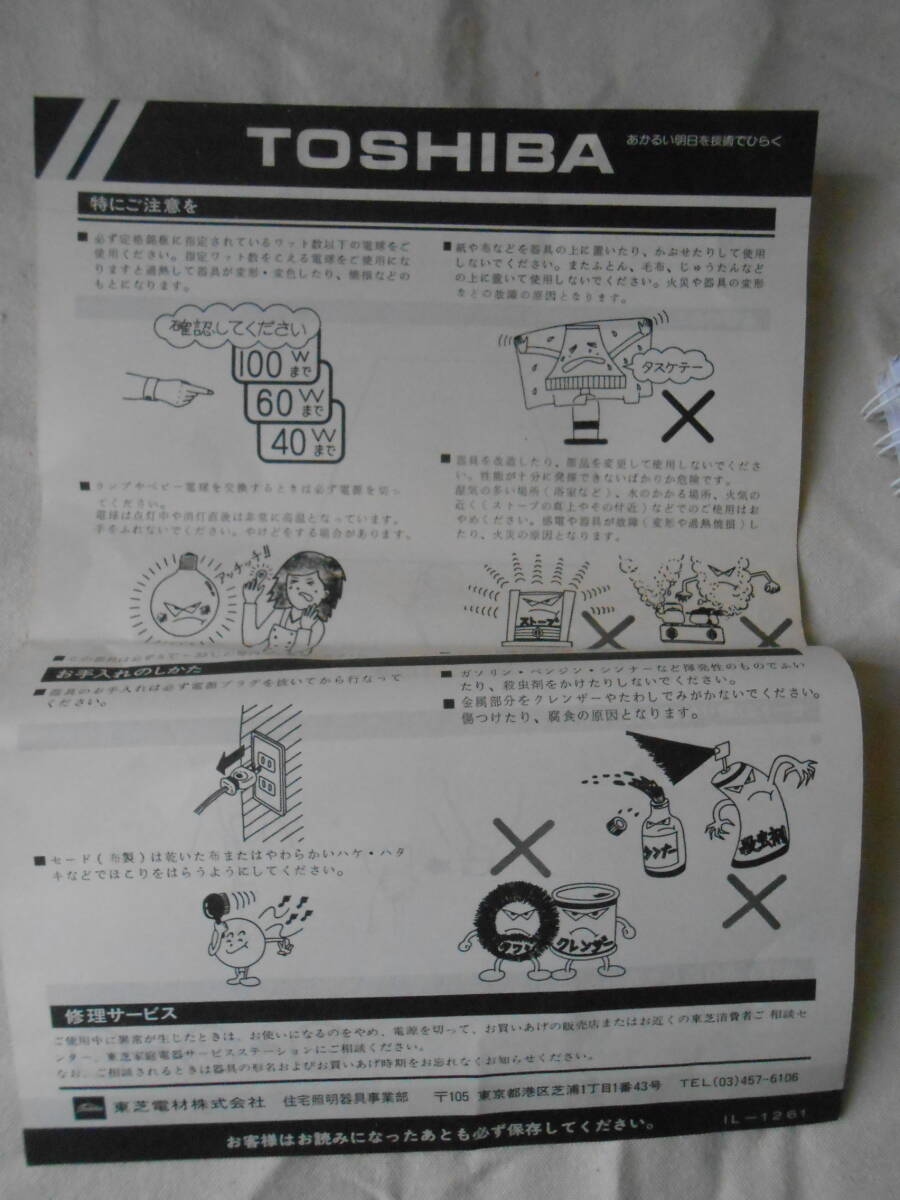 TOSHIBA
あかるい明日を技術でひらく
特にご注意を
■ 必ず定格銘板に指定されているワット数以下の電球をご
使用ください。指定ワット数をこえる電球をご使用にな
りますと過熱して器具が変形・変色したり、焼損などの
もとになります。
確認してください
100Wまで
60Wまで
40Wまで
■ ランプやベビー電球を交換するときは必ず電源を切っ
てください。
電球は点灯中や消灯直後は非常に高温となっています。
手をふれないでください。やけどをする場合があります。
アッチッチ!!
■ 紙や布などを器具の上に置いたり、かぶせたりして使用
しないでください。またふとん、毛布、じゅうたんなど
の上に置いて使用しないでください。火災や器具の変形
などの故障の原因となります。
タスケテー
■ 器具を改造したり、部品を変更して使用しないでくださ
い。性能が十分に発揮できないばかりか危険です。
湿気の多い場所(浴室など)、水のかかる場所、火気の
近く(ストーブの真上やその付近)などでのご使用はお
やめください。感電や器具が故障(変形や過熱焼損)し
たり、火災の原因となります。
ストーブ
お手入れのしかた
■ 器具のお手入れは必ず電源プラグを抜いてから行なって
ください。
■ セード(布製)は乾いた布またはやわらかいハケ・ハタ
キなどでほこりをはらうようにしてください。
■ ガソリン・ベンジン・シンナーなど揮発性のものでふい
たり、殺虫剤をかけたりしないでください。
■ 金属部分をクレンザーやたわしでみがかないでください。
傷つけたり、腐食の原因となります。
シンナー
殺虫剤
タワシ
クレンザー
修理サービス
ご使用中に異常が生じたときは、お使いになるのをやめ、電源を切って、お買いあげの販売店またはお近くの東芝消費者ご相談セ
ンター、東芝家庭電器サービスステーションにご相談ください。
なお、ご相談されるときは器具の形名およびお買いあげ時期をお忘れなくお知らせください。
東芝電材株式会社 住宅照明器具事業部 〒105 東京都港区芝浦1丁目1番43号 TEL(03)457-6106
IL-1261
お客様はお読みになったあとも必ず保存してください。